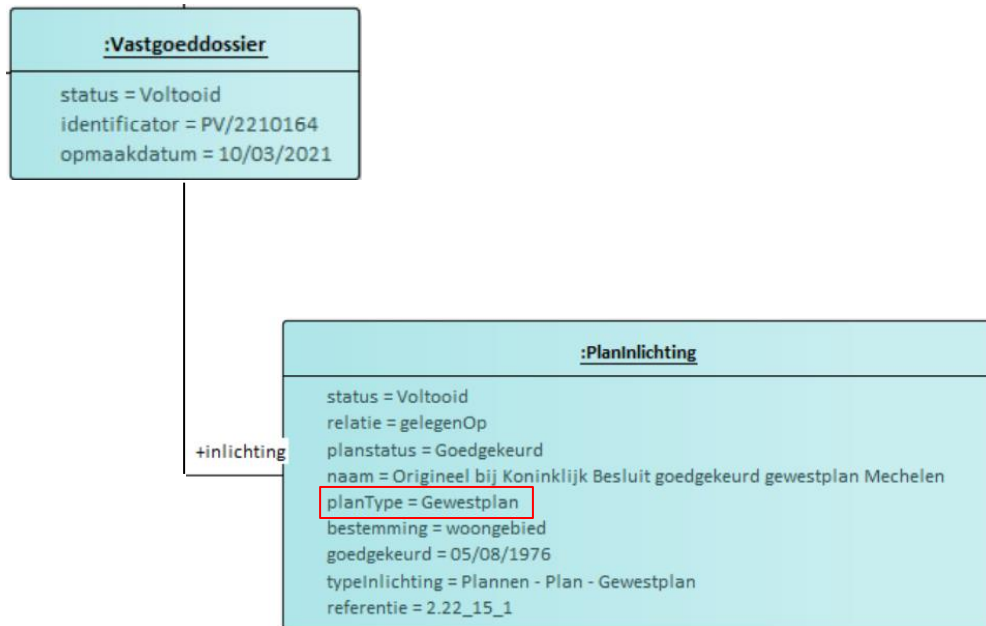 :Vastgoeddossier
status = Voltooid
identificator = PV/2210164
opmaakdatum = 10/03/2021
+inlichting
:PlanInlichting
status = Voltooid
relatie = gelegenOp
planstatus = Goedgekeurd
naam = Origineel bij Koninklijk Besluit goedgekeurd gewestplan Mechelen
planType = Gewestplan
bestemming = woongebied
goedgekeurd = 05/08/1976
typeInlichting = Plannen - Plan - Gewestplan
referentie = 2.22_15_1